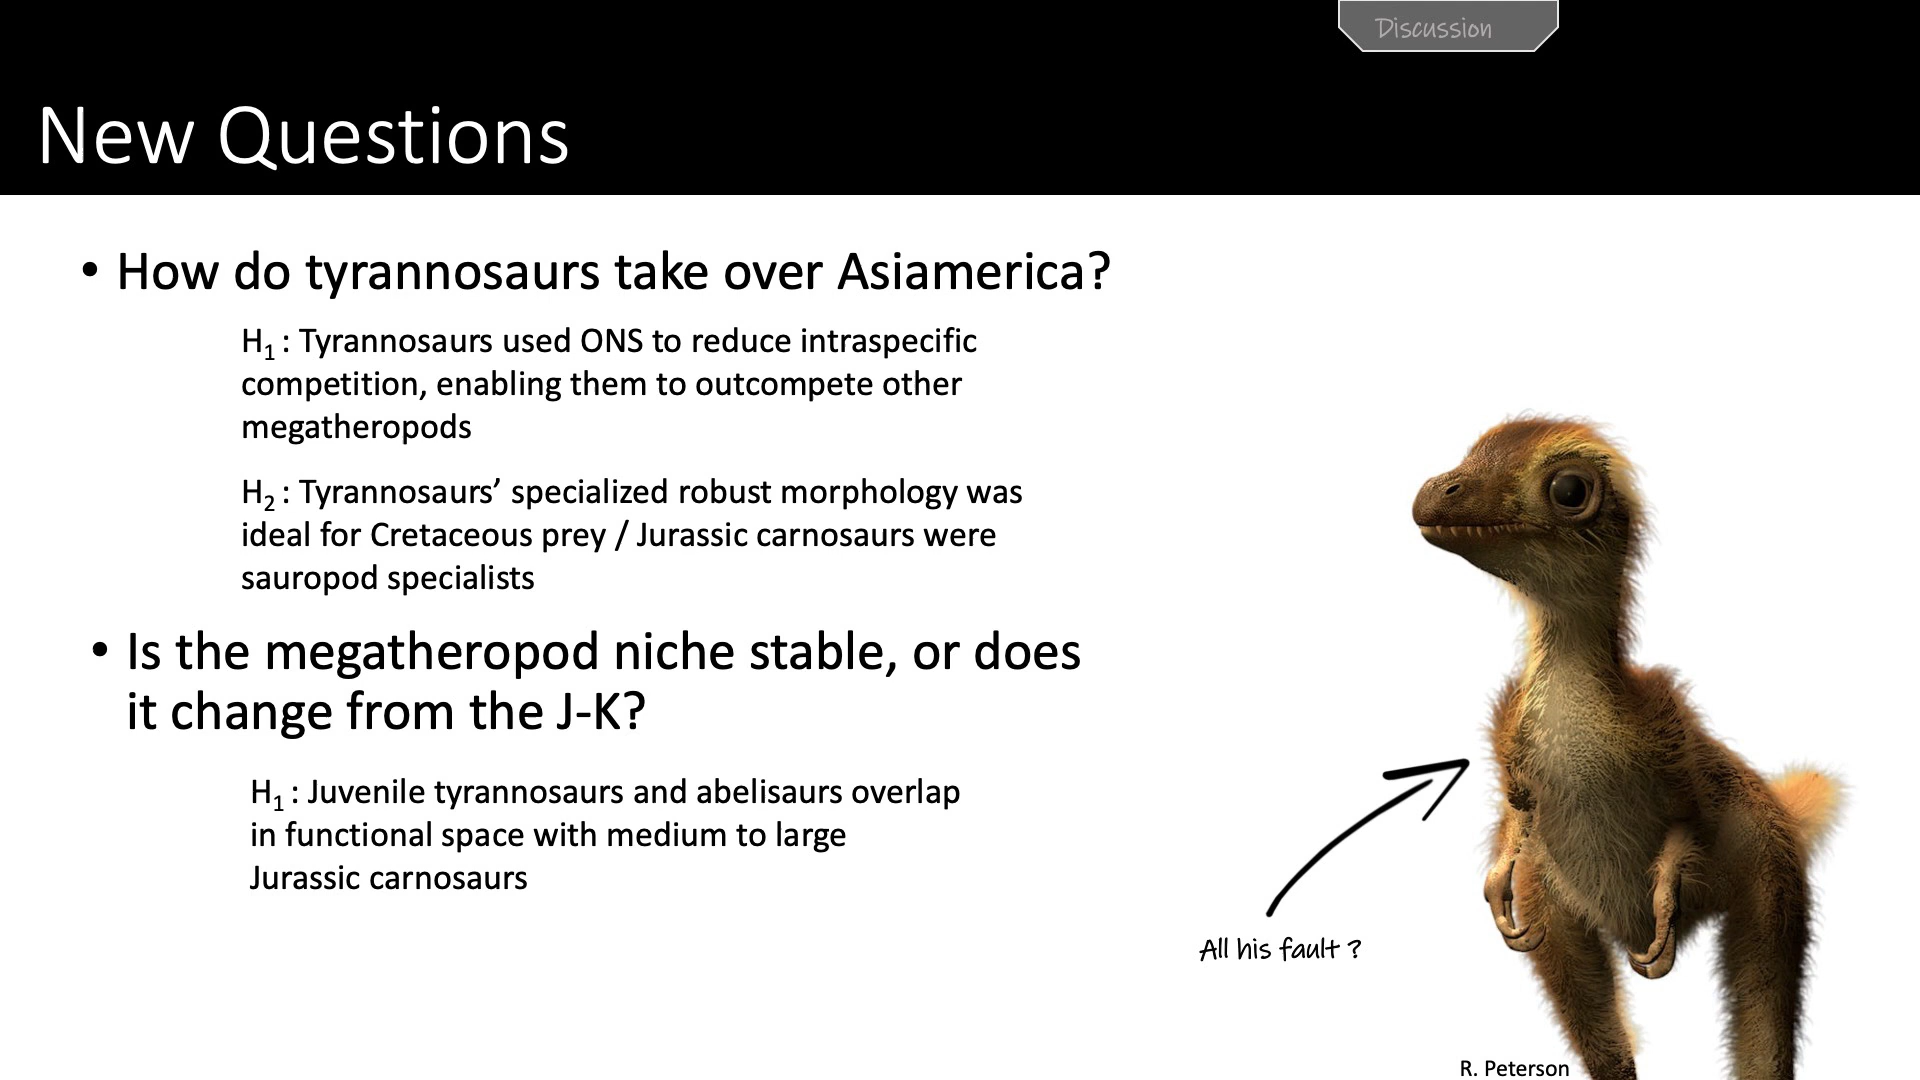 Discussion
New Questions
• How do tyrannosaurs take over Asiamerica?
H₁ : Tyrannosaurs used ONS to reduce intraspecific
competition, enabling them to outcompete other
megatheropods
H₂ : Tyrannosaurs’ specialized robust morphology was
ideal for Cretaceous prey / Jurassic carnosaurs were
sauropod specialists
• Is the megatheropod niche stable, or does
it change from the J-K?
H₁ : Juvenile tyrannosaurs and abelisaurs overlap
in functional space with medium to large
Jurassic carnosaurs
All his fault ?
R. Peterson